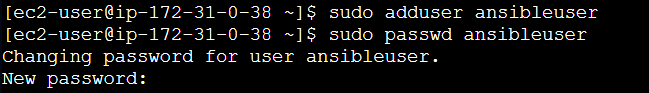 [ec2-user@ip-172-31-0-38 ~]$ sudo adduser ansibleuser
[ec2-user@ip-172-31-0-38 ~]$ sudo passwd ansibleuser
Changing password for user ansibleuser.
New password: